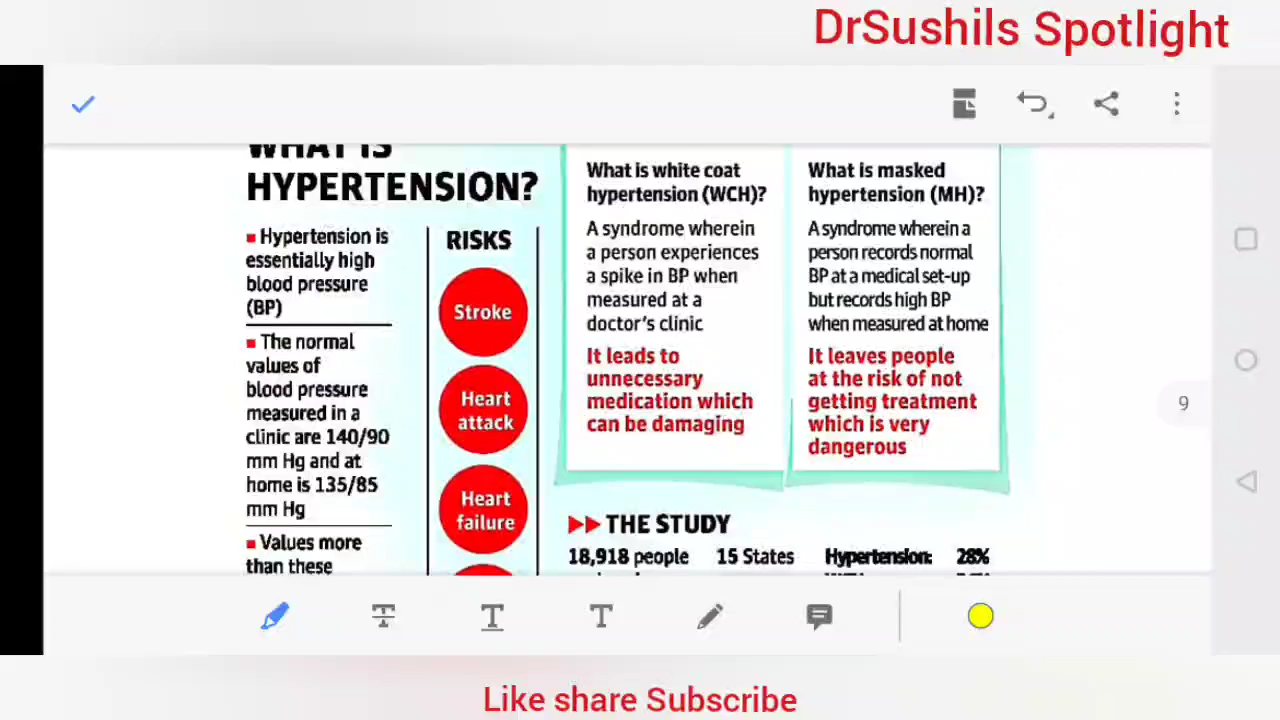 DrSushils Spotlight
WHAT IS
HYPERTENSION?
■ Hypertension is
essentially high
blood pressure
(BP)
■ The normal
values of
blood pressure
measured in a
clinic are 140/90
mm Hg and at
home is 135/85
mm Hg
■ Values more
than these
RISKS
Stroke
Heart
attack
Heart
failure
What is white coat
hypertension (WCH)?
A syndrome wherein
a person experiences
a spike in BP when
measured at a
doctor's clinic
It leads to
unnecessary
medication which
can be damaging
What is masked
hypertension (MH)?
A syndrome wherein a
person records normal
BP at a medical set-up
but records high BP
when measured at home
It leaves people
at the risk of not
getting treatment
which is very
dangerous
THE STUDY
18,918 people 15 States Hypertension: 28%
9
T T T
Like share Subscribe